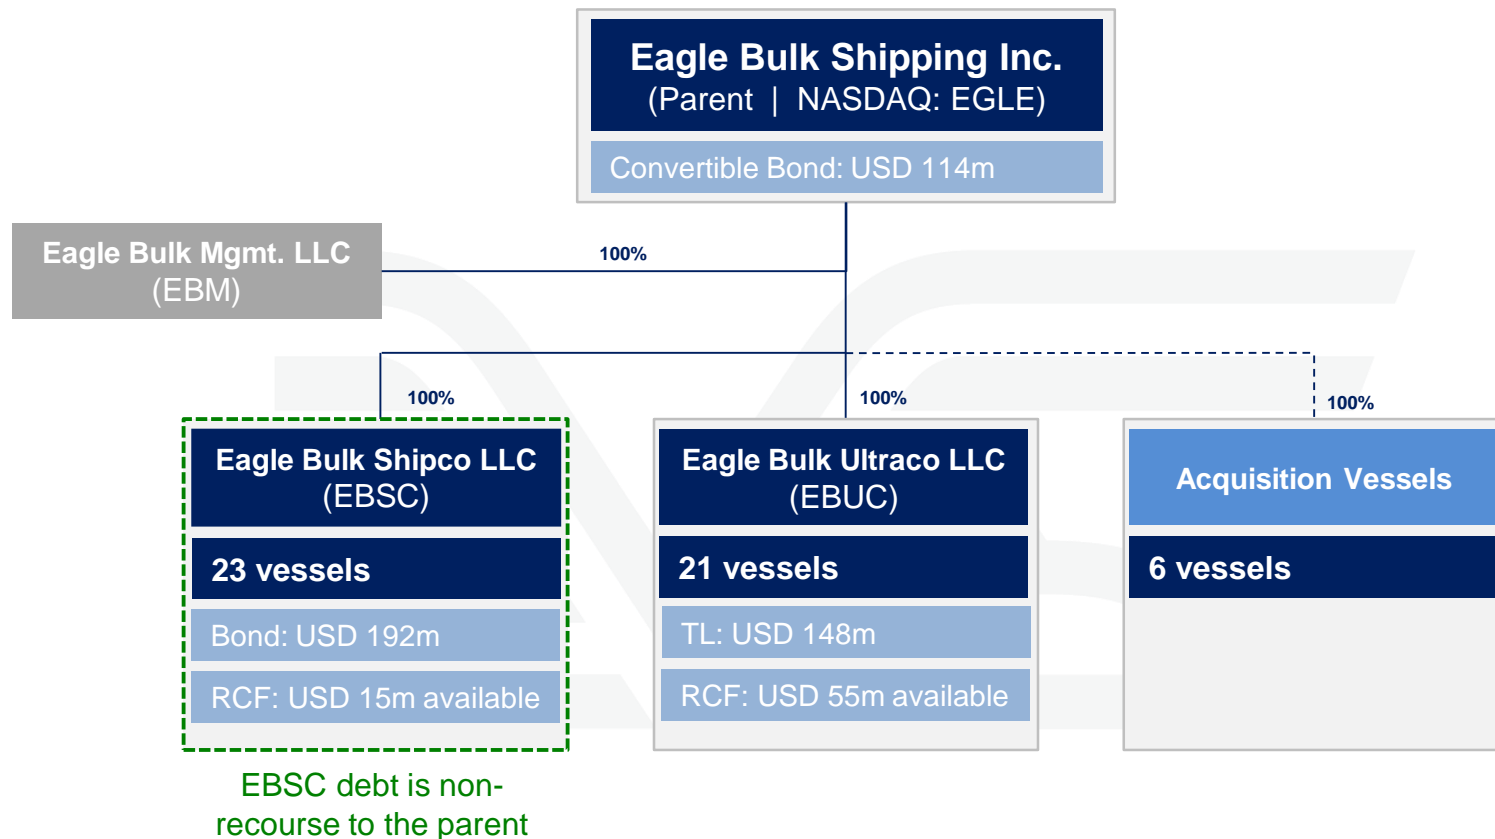 Eagle Bulk Shipping Inc.
(Parent | NASDAQ: EGLE)
Convertible Bond: USD 114m
Eagle Bulk Mgmt. LLC
(EBM)
100%
100%
100%
100%
Eagle Bulk Shipco LLC
(EBSC)
23 vessels
Bond: USD 192m
RCF: USD 15m available
Eagle Bulk Ultraco LLC
(EBUC)
21 vessels
TL: USD 148m
RCF: USD 55m available
Acquisition Vessels
6 vessels
EBSC debt is non-
recourse to the parent